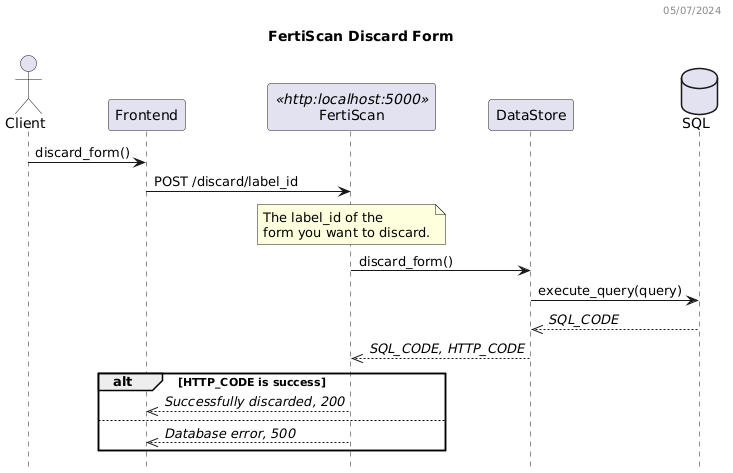 05/07/2024
FertiScan Discard Form
Client
Frontend
«http:localhost:5000»
FertiScan
DataStore
SQL
discard_form()
POST /discard/label_id
The label_id of the
form you want to discard.
discard_form()
execute_query(query)
SQL_CODE
SQL_CODE, HTTP_CODE
alt [HTTP_CODE is success]
Successfully discarded, 200
Database error, 500